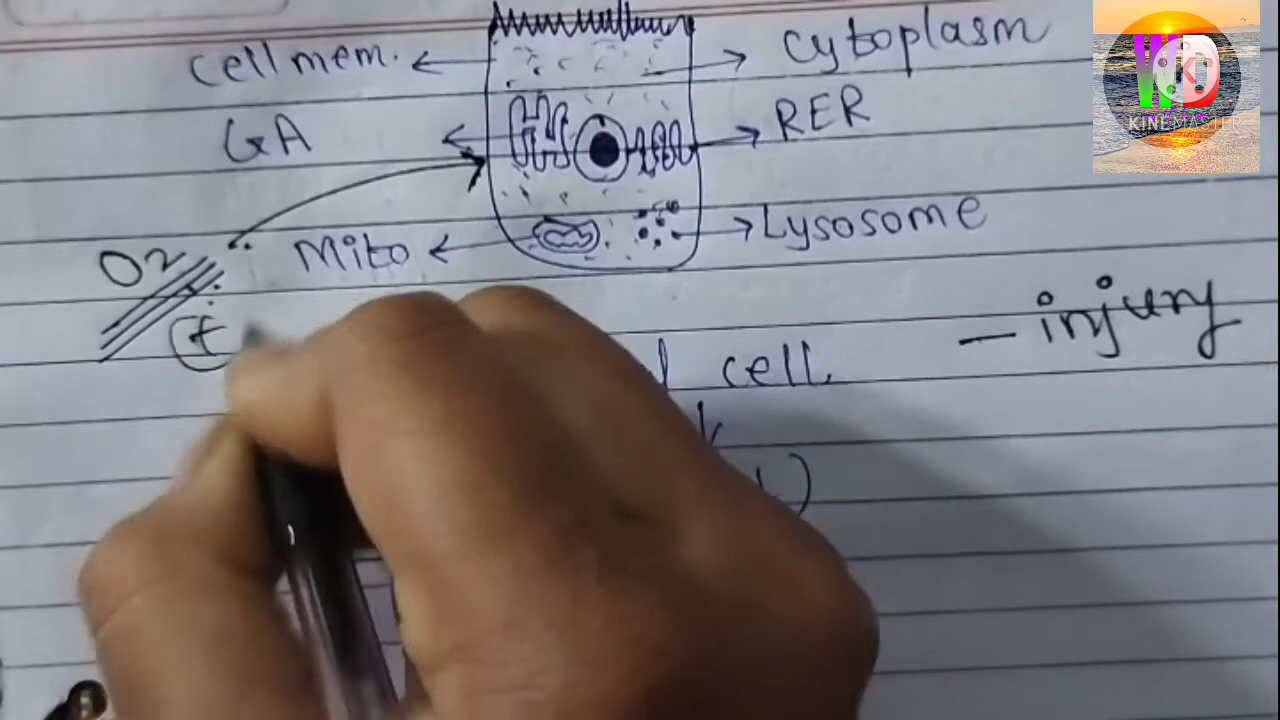 cell mem. cytoplasm
GA RER
O2 Mito Lysosome
- injury
cell.
KINEMASTER